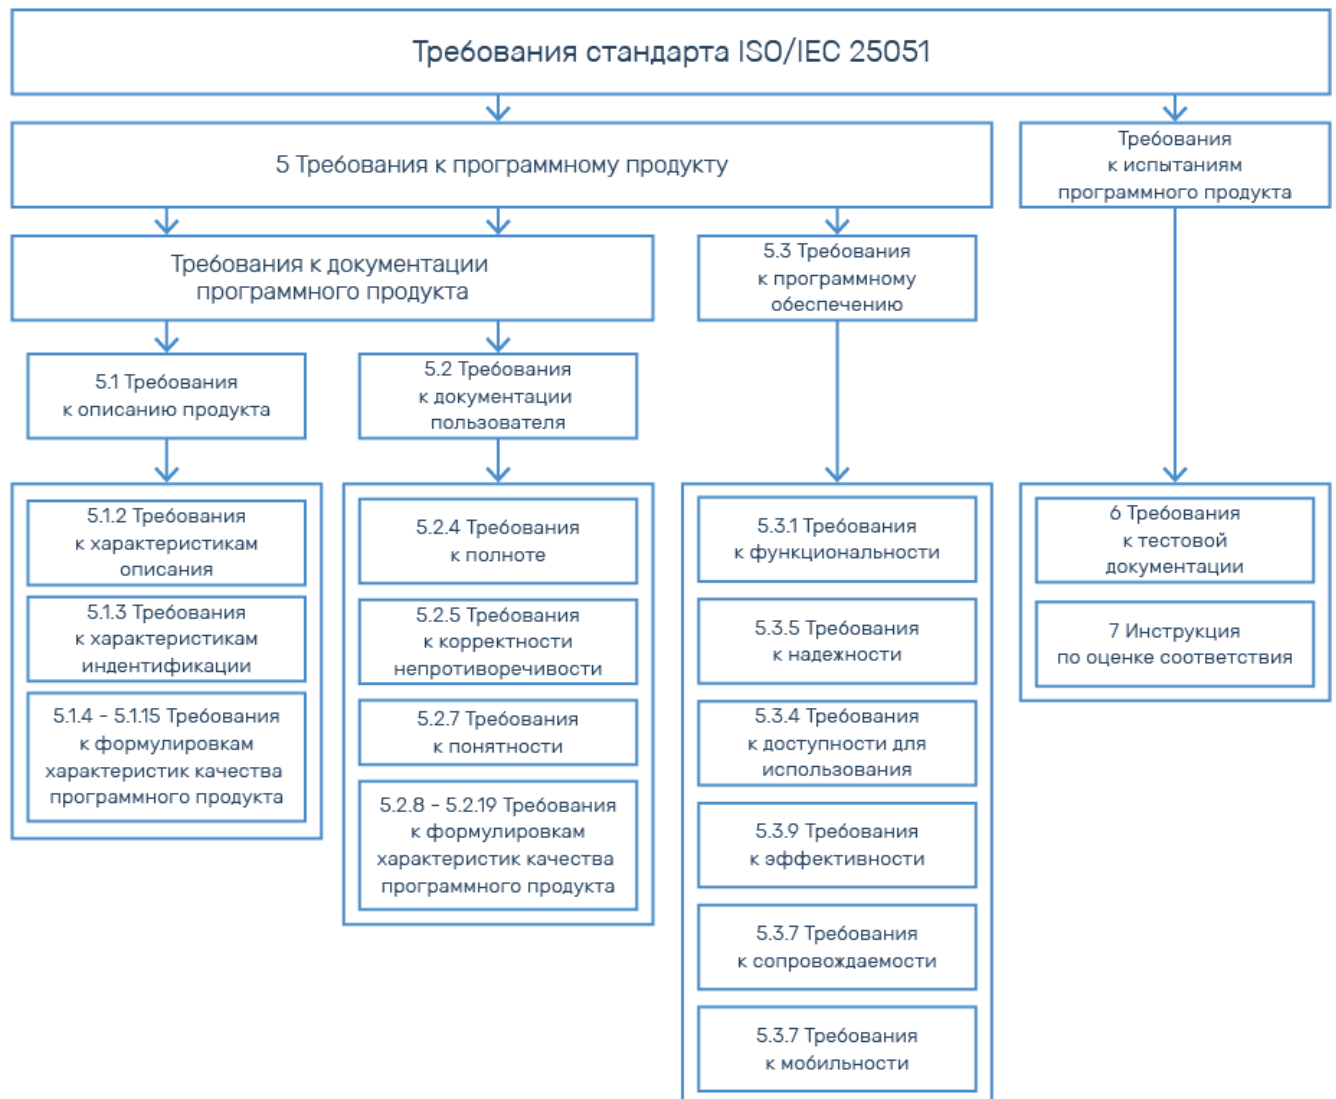 Требования стандарта ISO/IEC 25051
5 Требования к программному продукту
Требования
к испытаниям
программного продукта
Требования к документации
программного продукта
5.3 Требования
к программному
обеспечению
5.1 Требования
к описанию продукта
5.2 Требования
к документации
пользователя
5.1.2 Требования
к характеристикам
описания
5.1.3 Требования
к характеристикам
индентификации
5.1.4 - 5.1.15 Требования
к формулировкам
характеристик качества
программного продукта
5.2.4 Требования
к полноте
5.2.5 Требования
к корректности
непротиворечивости
5.2.7 Требования
к понятности
5.2.8 - 5.2.19 Требования
к формулировкам
характеристик качества
программного продукта
5.3.1 Требования
к функциональности
5.3.5 Требования
к надежности
5.3.4 Требования
к доступности для
использования
5.3.9 Требования
к эффективности
5.3.7 Требования
к сопровождаемости
5.3.7 Требования
к мобильности
6 Требования
к тестовой
документации
7 Инструкция
по оценке соответствия